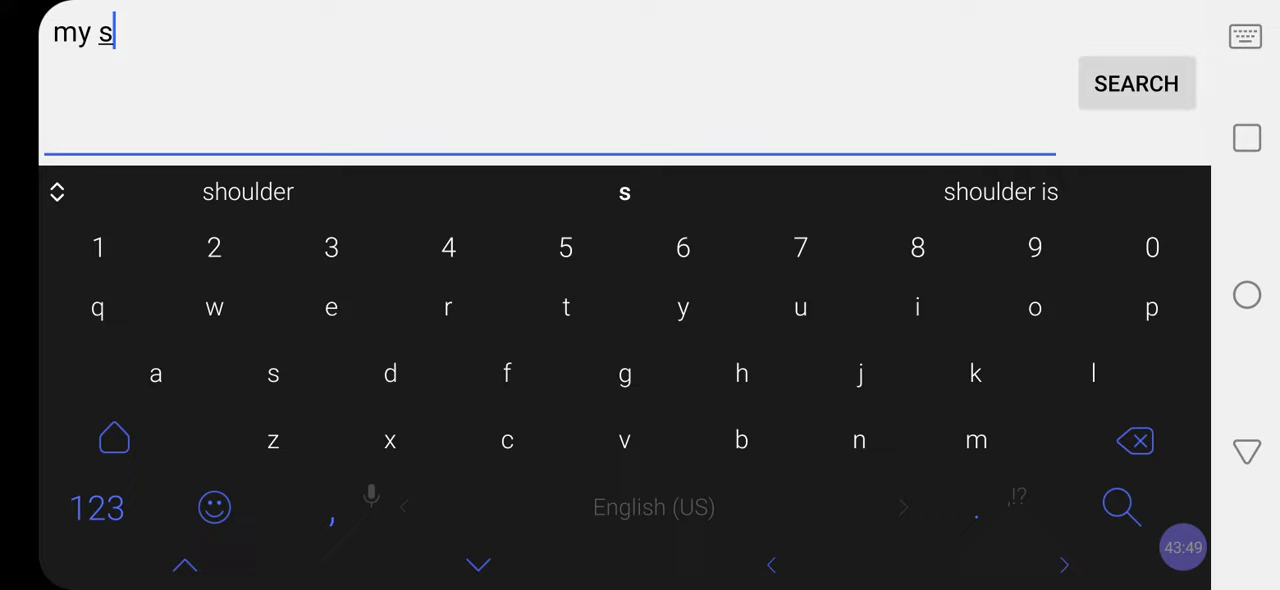 my s
SEARCH
shoulder s shoulder is
1 2 3 4 5 6 7 8 9 0
q w e r t y u i o p
a s d f g h j k l
z x c v b n m
123 , English (US) . ,!?
43:49